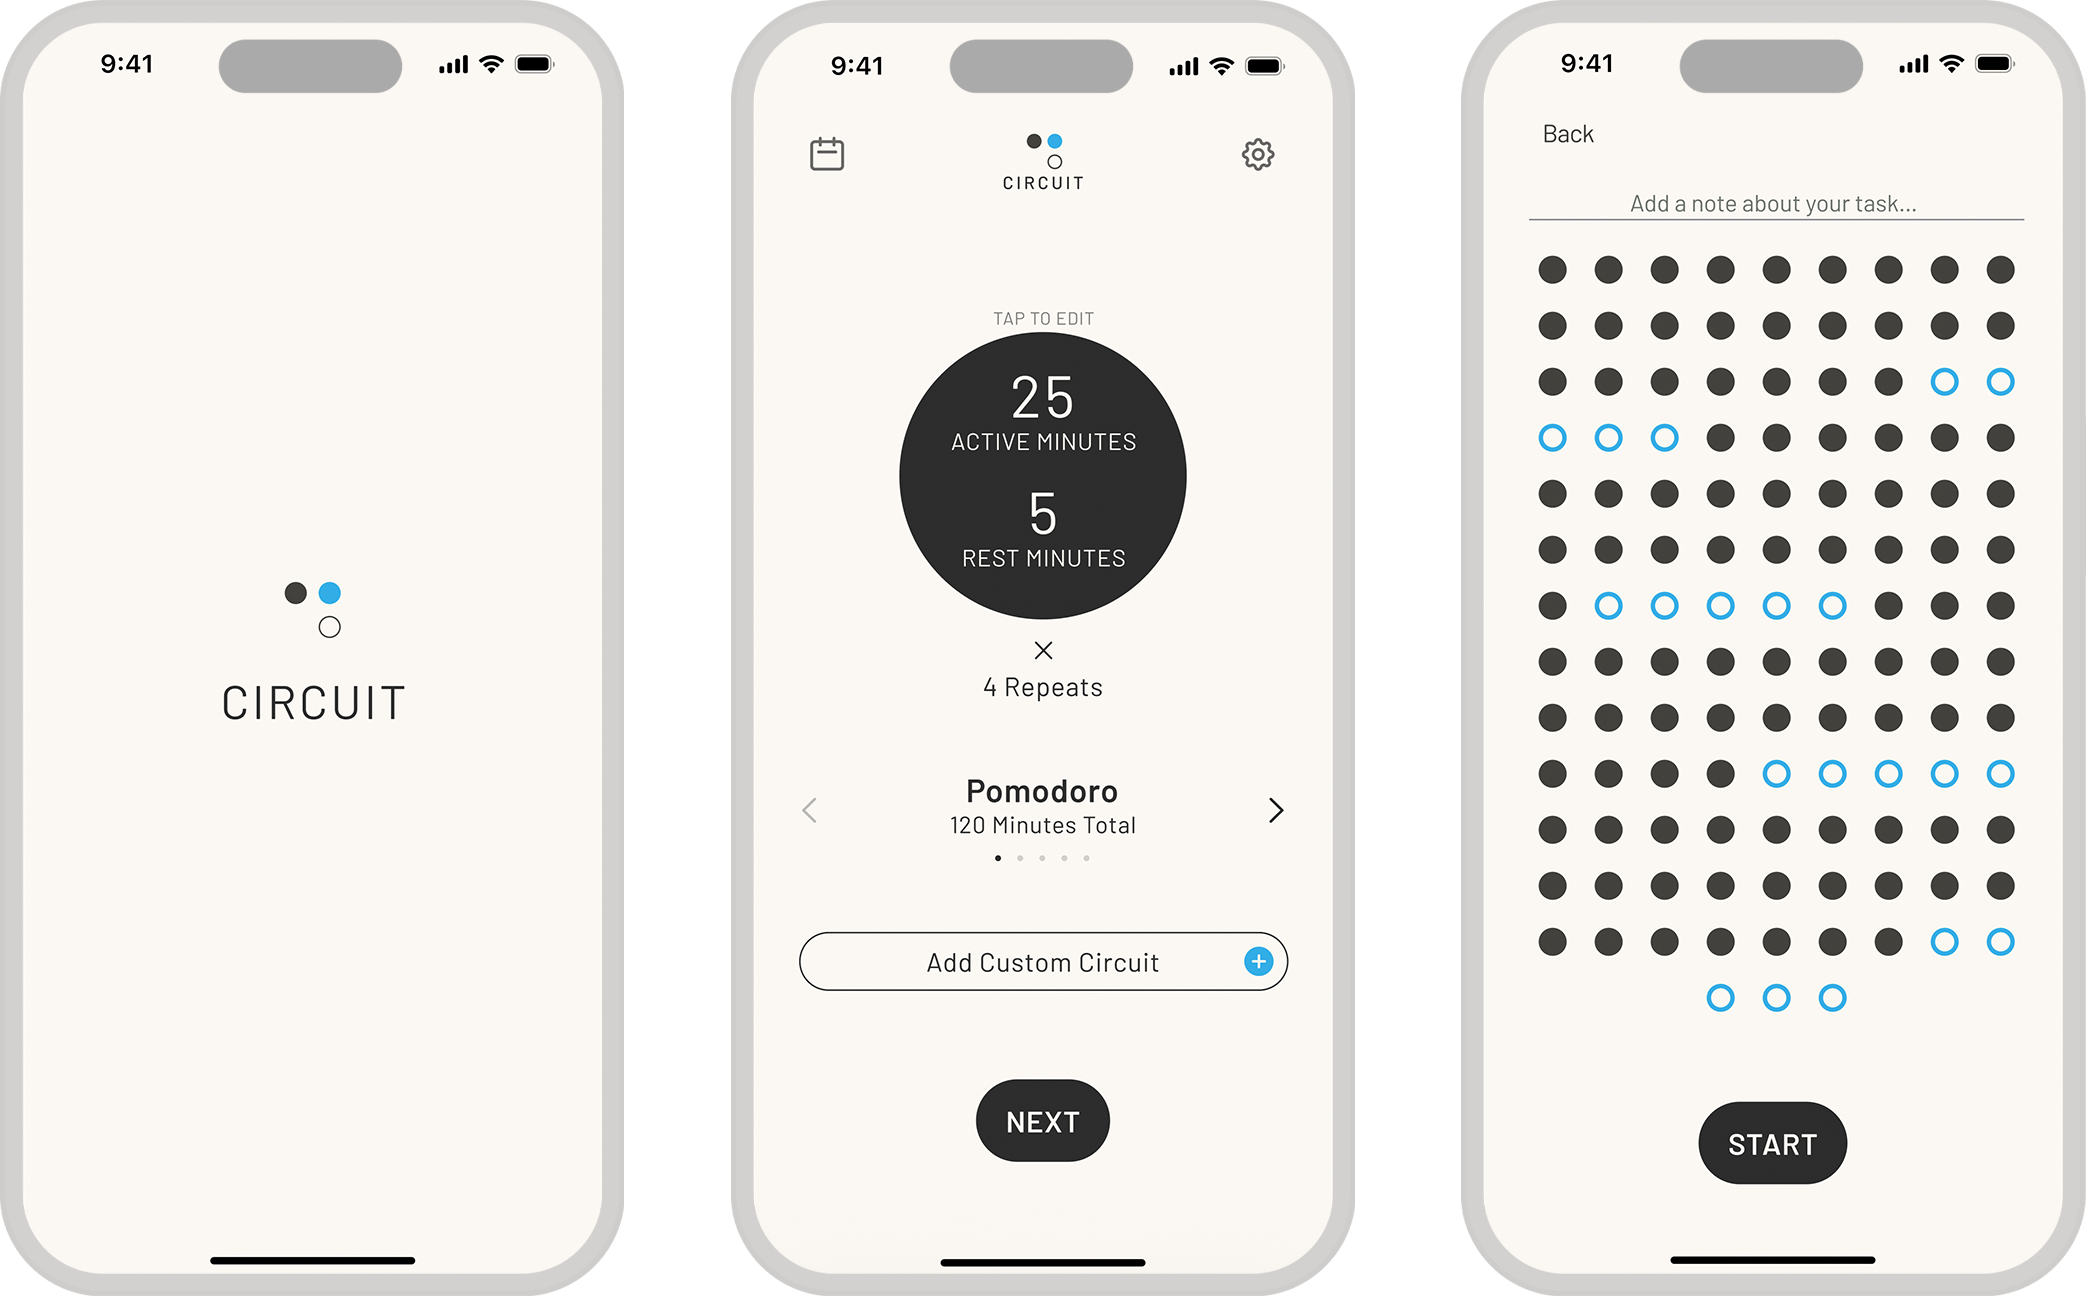 9:41
CIRCUIT
9:41
CIRCUIT
TAP TO EDIT
25
ACTIVE MINUTES
5
REST MINUTES
×
4 Repeats
Pomodoro
120 Minutes Total
Add Custom Circuit
NEXT
9:41
Back
Add a note about your task...
START